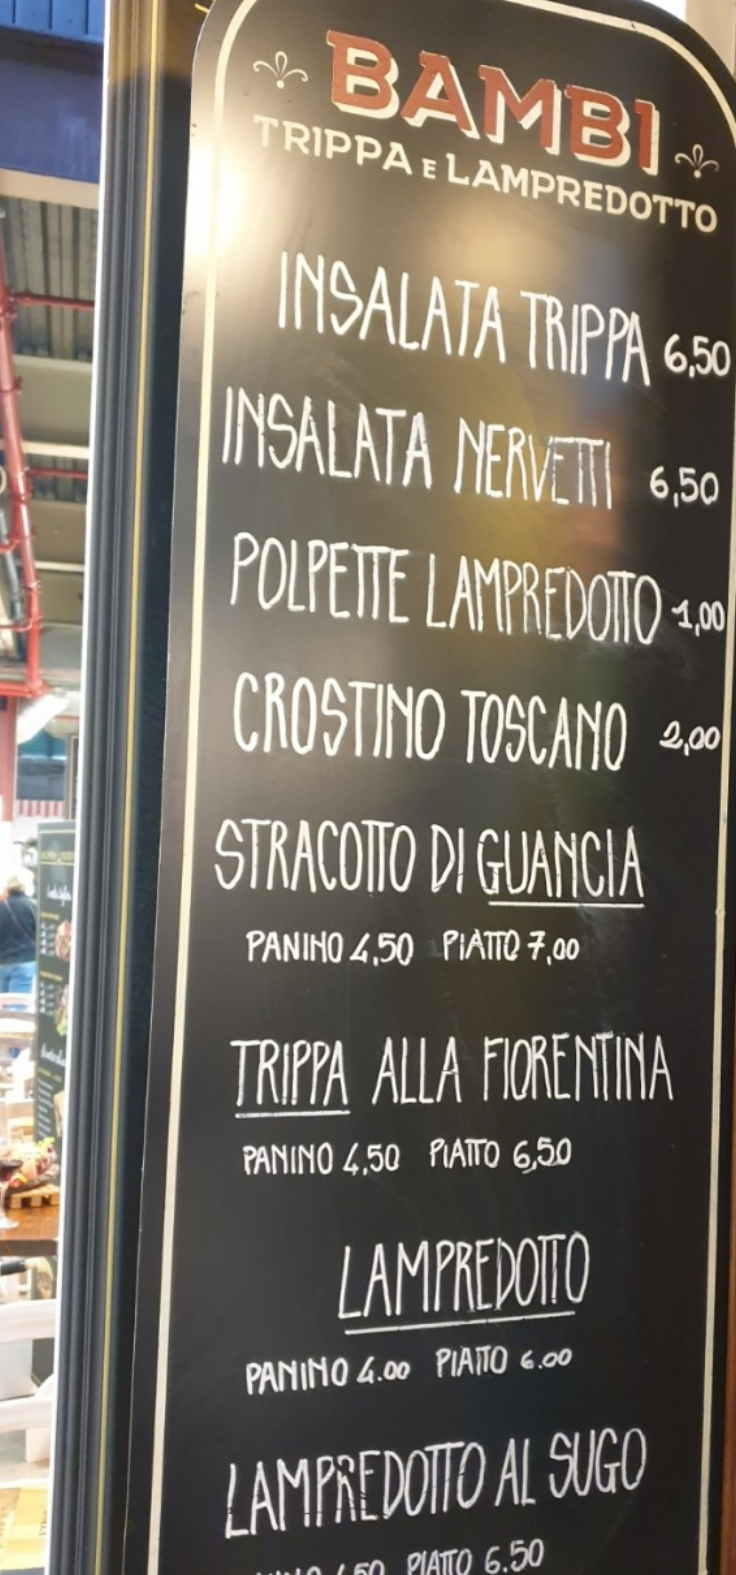 BAMBI
TRIPPA E LAMPREDOTTO
INSALATA TRIPPA 6,50
INSALATA NERVETTI 6,50
POLPETTE LAMPREDOTTO 1,00
CROSTINO TOSCANO 2,00
STRACOTTO DI GUANCIA
PANINO 4,50 PIATTO 7,00
TRIPPA ALLA FIORENTINA
PANINO 4,50 PIATTO 6,50
LAMPREDOTTO
PANINO 4.00 PIATTO 6.00
LAMPREDOTTO AL SUGO
PIATTO 6.50